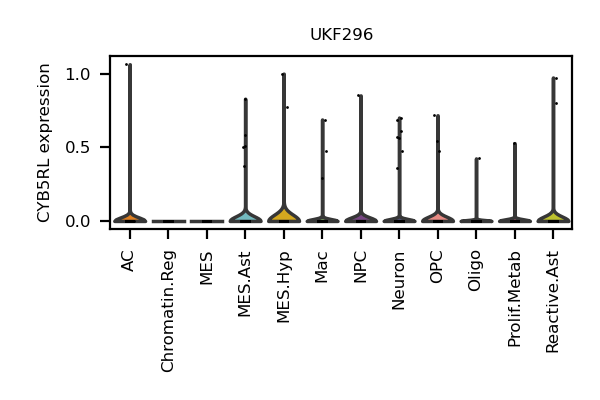 UKF296
CYB5RL expression
1.0
0.5
0.0
AC
Chromatin.Reg
MES
MES.Ast
MES.Hyp
Mac
NPC
Neuron
OPC
Oligo
Prolif.Metab
Reactive.Ast